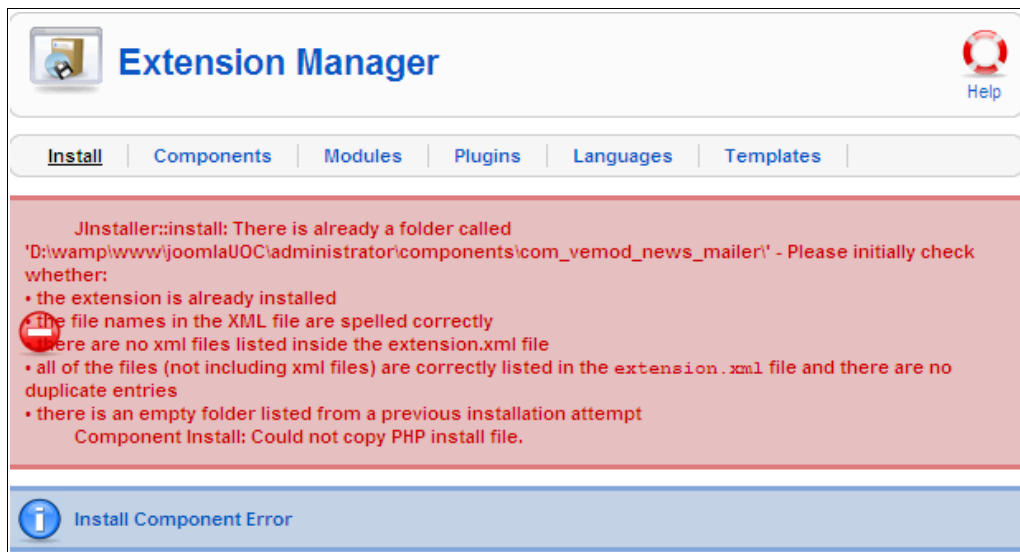 Extension Manager
Help
Install
Components
Modules
Plugins
Languages
Templates
JInstaller::install: There is already a folder called
'D:\wamp\www\joomlaUOC\administrator\components\com_vemod_news_mailer\' - Please initially check
whether:
• the extension is already installed
• the file names in the XML file are spelled correctly
• there are no xml files listed inside the extension.xml file
• all of the files (not including xml files) are correctly listed in the extension.xml file and there are no
duplicate entries
• there is an empty folder listed from a previous installation attempt
Component Install: Could not copy PHP install file.
Install Component Error